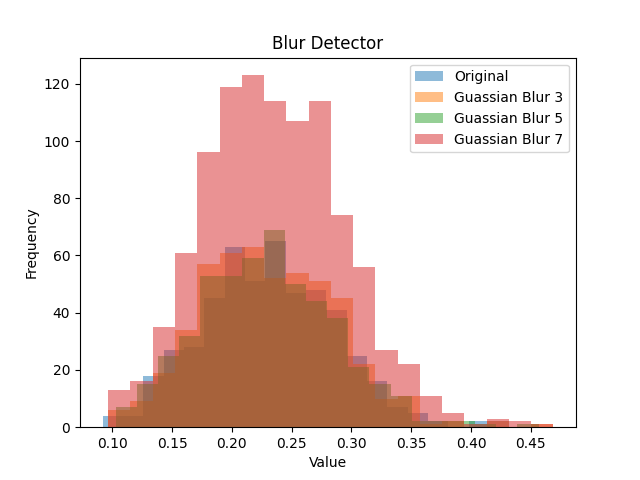 Blur Detector
Original
Guassian Blur 3
Guassian Blur 5
Guassian Blur 7
Frequency
120
100
80
60
40
20
0
0.10 0.15 0.20 0.25 0.30 0.35 0.40 0.45
Value